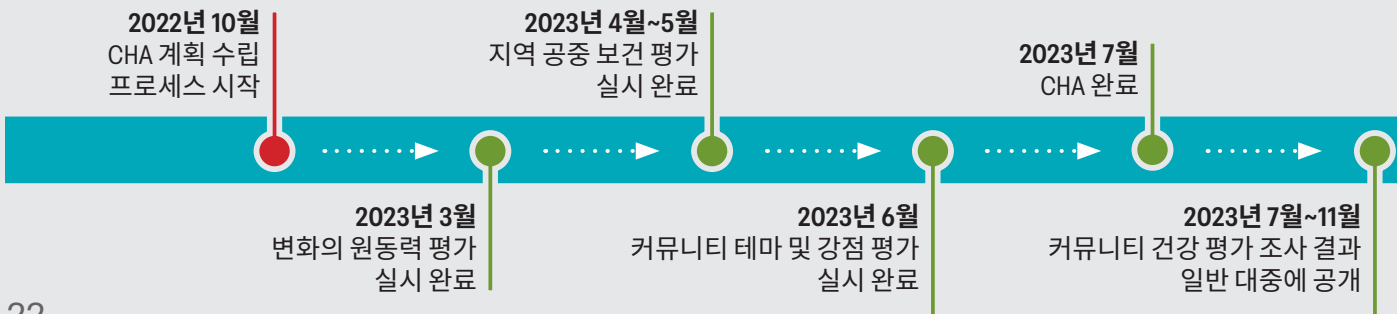 2022년 10월
CHA 계획 수립
프로세스 시작
2023년 3월
변화의 원동력 평가
실시 완료
2023년 4월~5월
지역 공중 보건 평가
실시 완료
2023년 6월
커뮤니티 테마 및 강점 평가
실시 완료
2023년 7월
CHA 완료
2023년 7월~11월
커뮤니티 건강 평가 조사 결과
일반 대중에 공개